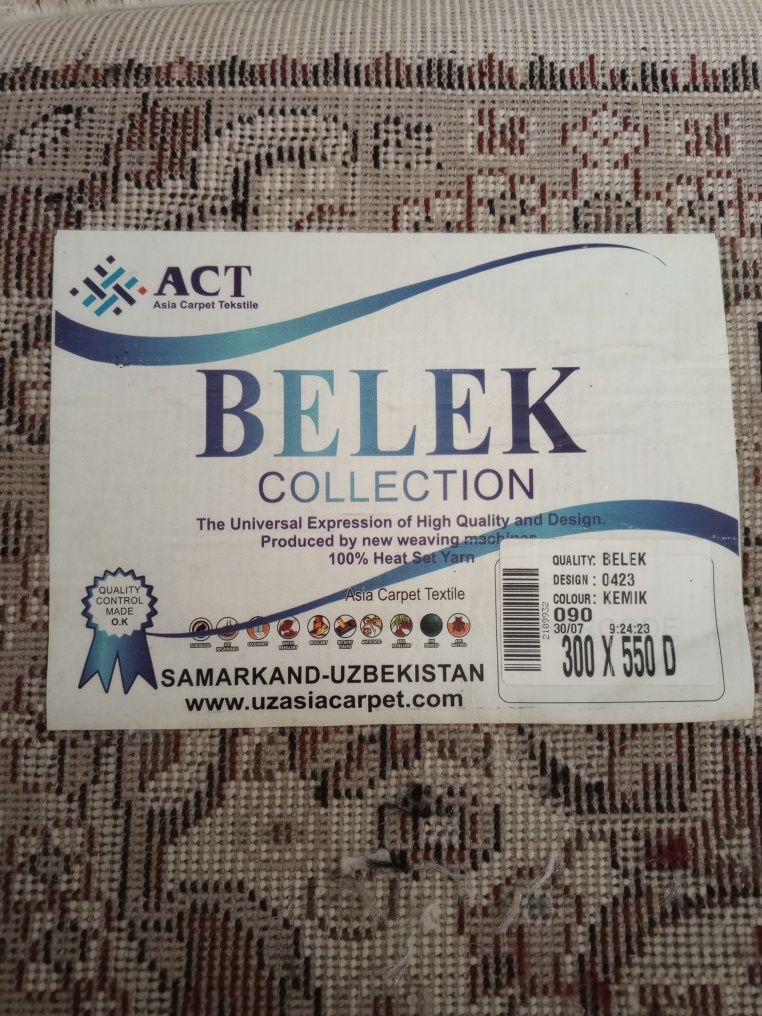 ACT
Asia Carpet Tekstile
BELEK
COLLECTION
The Universal Expression of High Quality and Design.
Produced by new weaving machines
100% Heat Set Yarn
Asia Carpet Textile
QUALITY
CONTROL
MADE
O.K
SAMARKAND-UZBEKISTAN
www.uzasiacarpet.com
2189932
QUALITY: BELEK
DESIGN : 0423
COLOUR : KEMIK
090
30/07 9:24:23
300 X 550 D